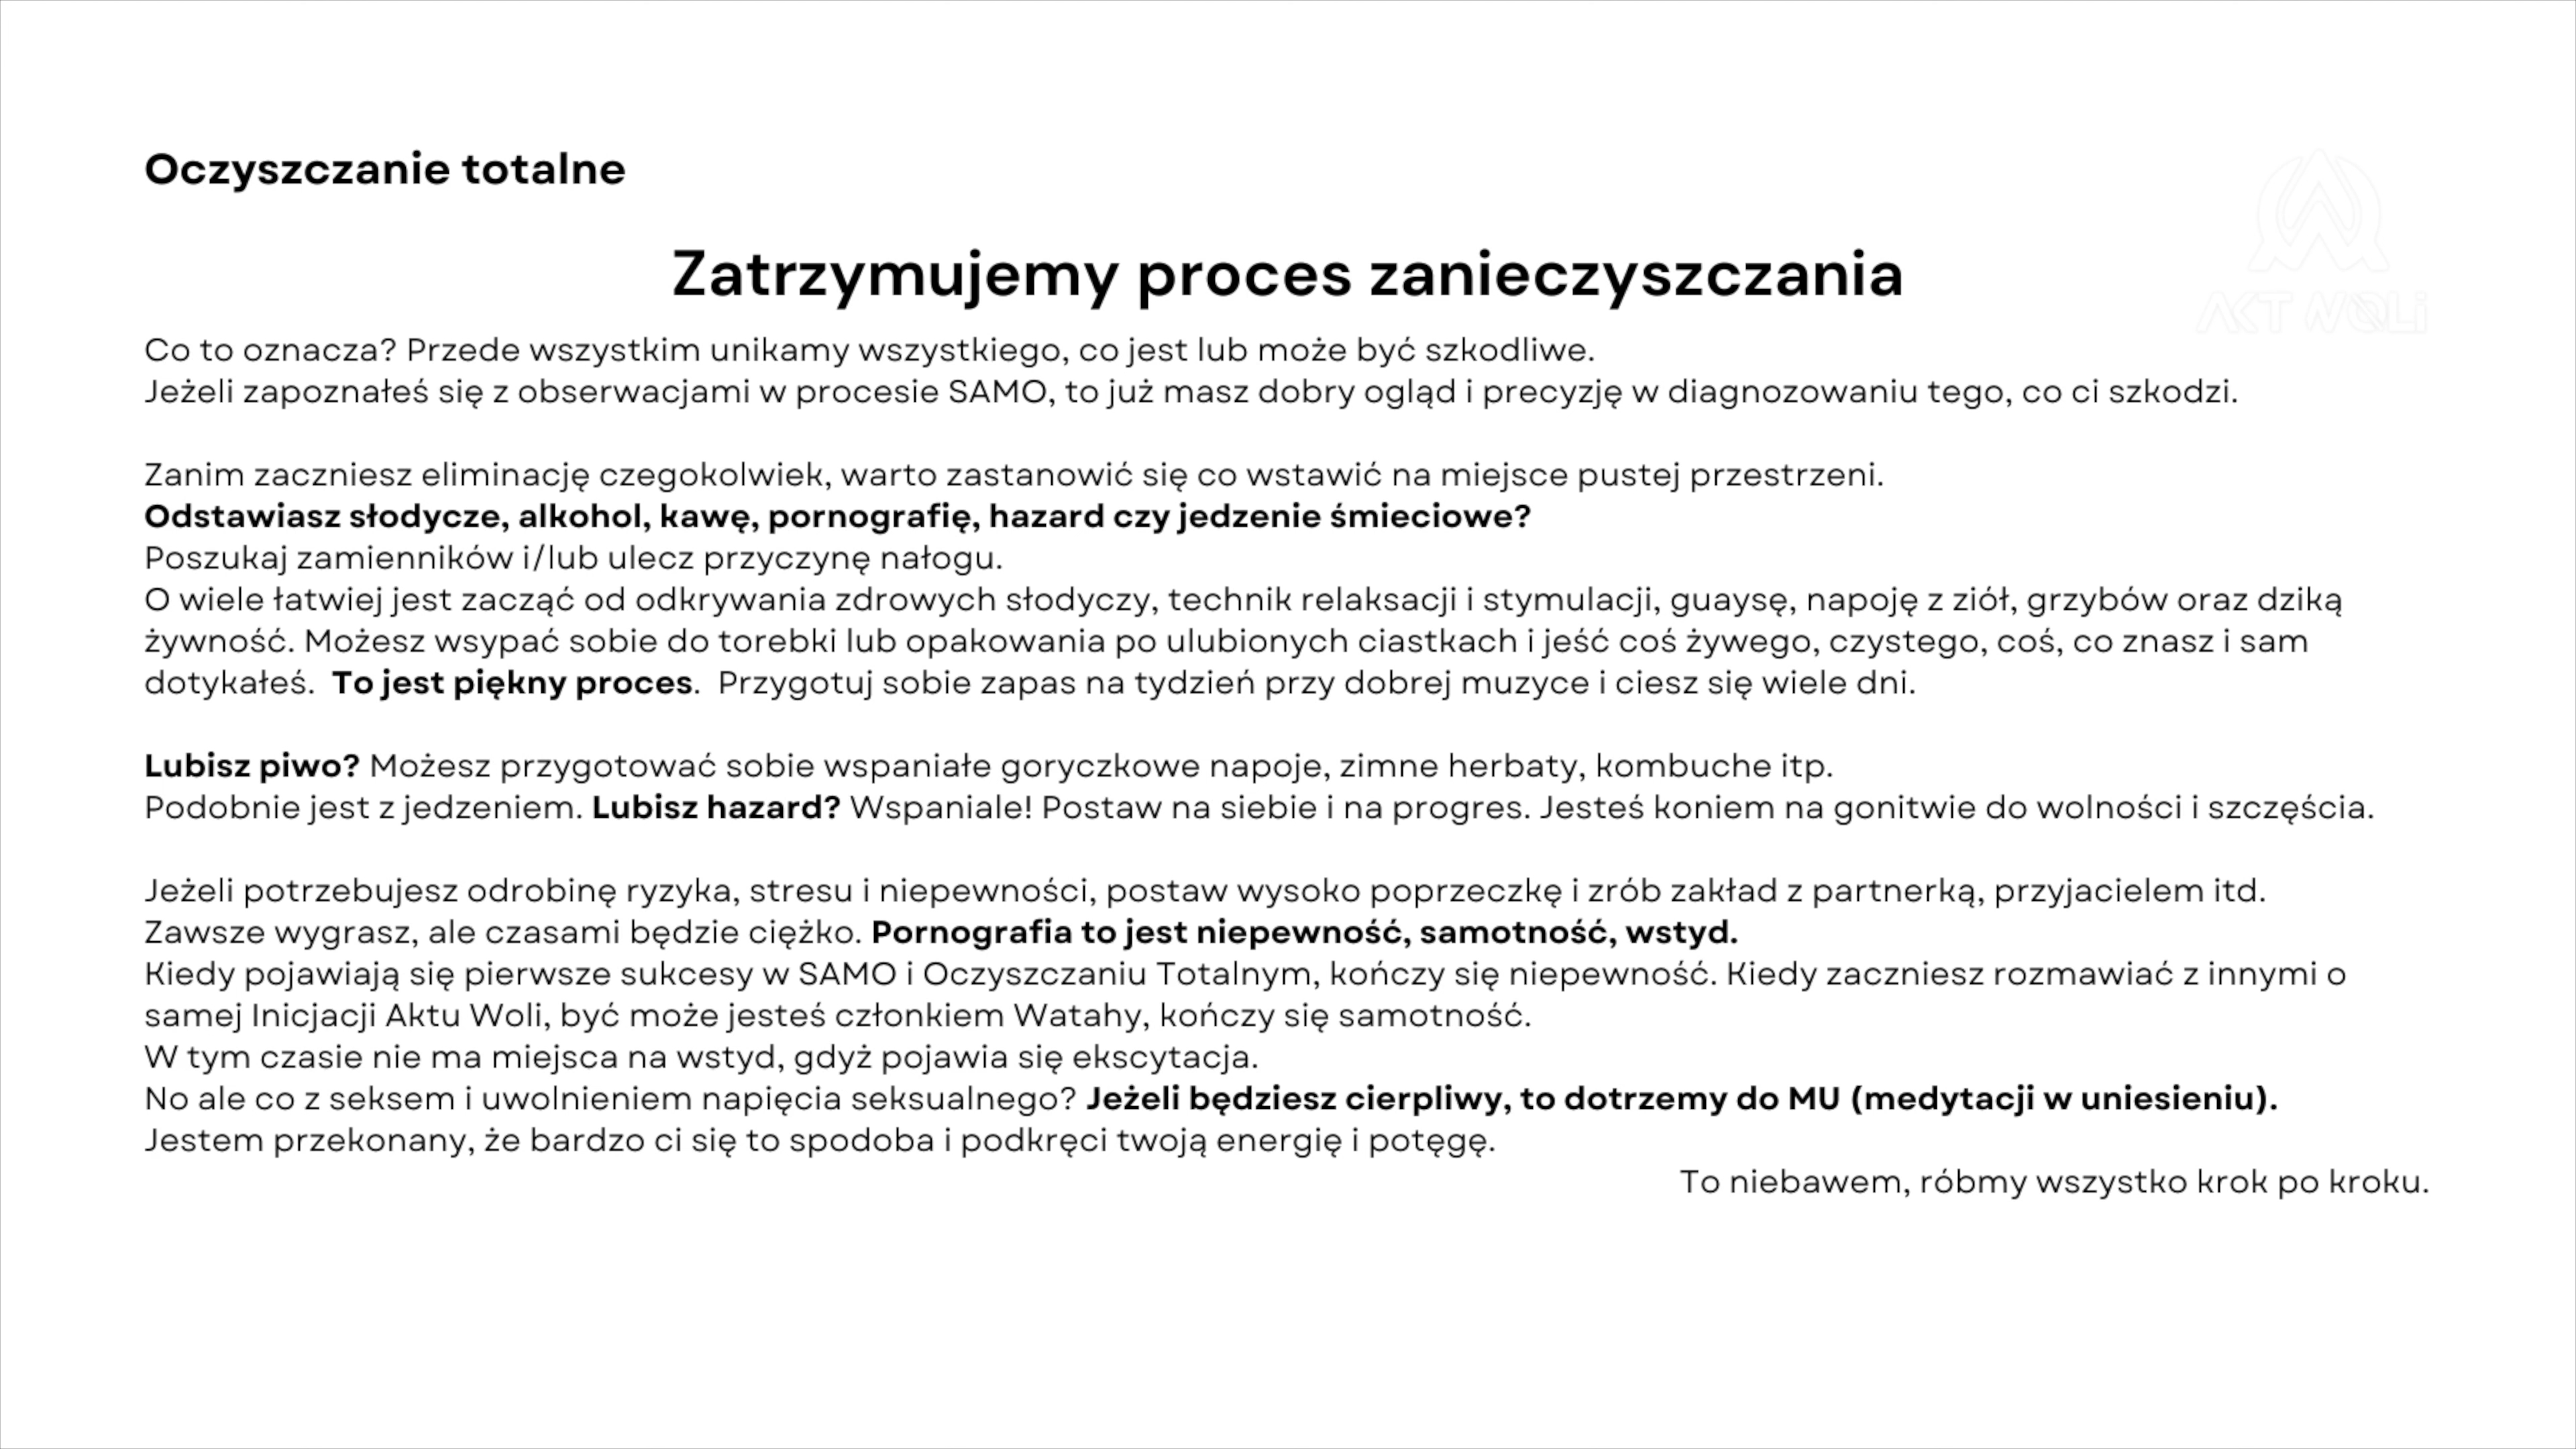 Oczyszczanie totalne
AKT WOLi
Zatrzymujemy proces zanieczyszczania
Co to oznacza? Przede wszystkim unikamy wszystkiego, co jest lub może być szkodliwe.
Jeżeli zapoznałeś się z obserwacjami w procesie SAMO, to już masz dobry ogląd i precyzję w diagnozowaniu tego, co ci szkodzi.
Zanim zaczniesz eliminację czegokolwiek, warto zastanowić się co wstawić na miejsce pustej przestrzeni.
Odstawiasz słodycze, alkohol, kawę, pornografię, hazard czy jedzenie śmieciowe?
Poszukaj zamienników i/lub ulecz przyczynę nałogu.
O wiele łatwiej jest zacząć od odkrywania zdrowych słodyczy, technik relaksacji i stymulacji, guaysę, napoję z ziół, grzybów oraz dziką
żywność. Możesz wsypać sobie do torebki lub opakowania po ulubionych ciastkach i jeść coś żywego, czystego, coś, co znasz i sam
dotykałeś. To jest piękny proces. Przygotuj sobie zapas na tydzień przy dobrej muzyce i ciesz się wiele dni.
Lubisz piwo? Możesz przygotować sobie wspaniałe goryczkowe napoje, zimne herbaty, kombuche itp.
Podobnie jest z jedzeniem. Lubisz hazard? Wspaniale! Postaw na siebie i na progres. Jesteś koniem na gonitwie do wolności i szczęścia.
Jeżeli potrzebujesz odrobinę ryzyka, stresu i niepewności, postaw wysoko poprzeczkę i zrób zakład z partnerką, przyjacielem itd.
Zawsze wygrasz, ale czasami będzie ciężko. Pornografia to jest niepewność, samotność, wstyd.
Kiedy pojawiają się pierwsze sukcesy w SAMO i Oczyszczaniu Totalnym, kończy się niepewność. Kiedy zaczniesz rozmawiać z innymi o
samej Inicjacji Aktu Woli, być może jesteś członkiem Watahy, kończy się samotność.
W tym czasie nie ma miejsca na wstyd, gdyż pojawia się ekscytacja.
No ale co z seksem i uwolnieniem napięcia seksualnego? Jeżeli będziesz cierpliwy, to dotrzemy do MU (medytacji w uniesieniu).
Jestem przekonany, że bardzo ci się to spodoba i podkręci twoją energię i potęgę.
To niebawem, róbmy wszystko krok po kroku.